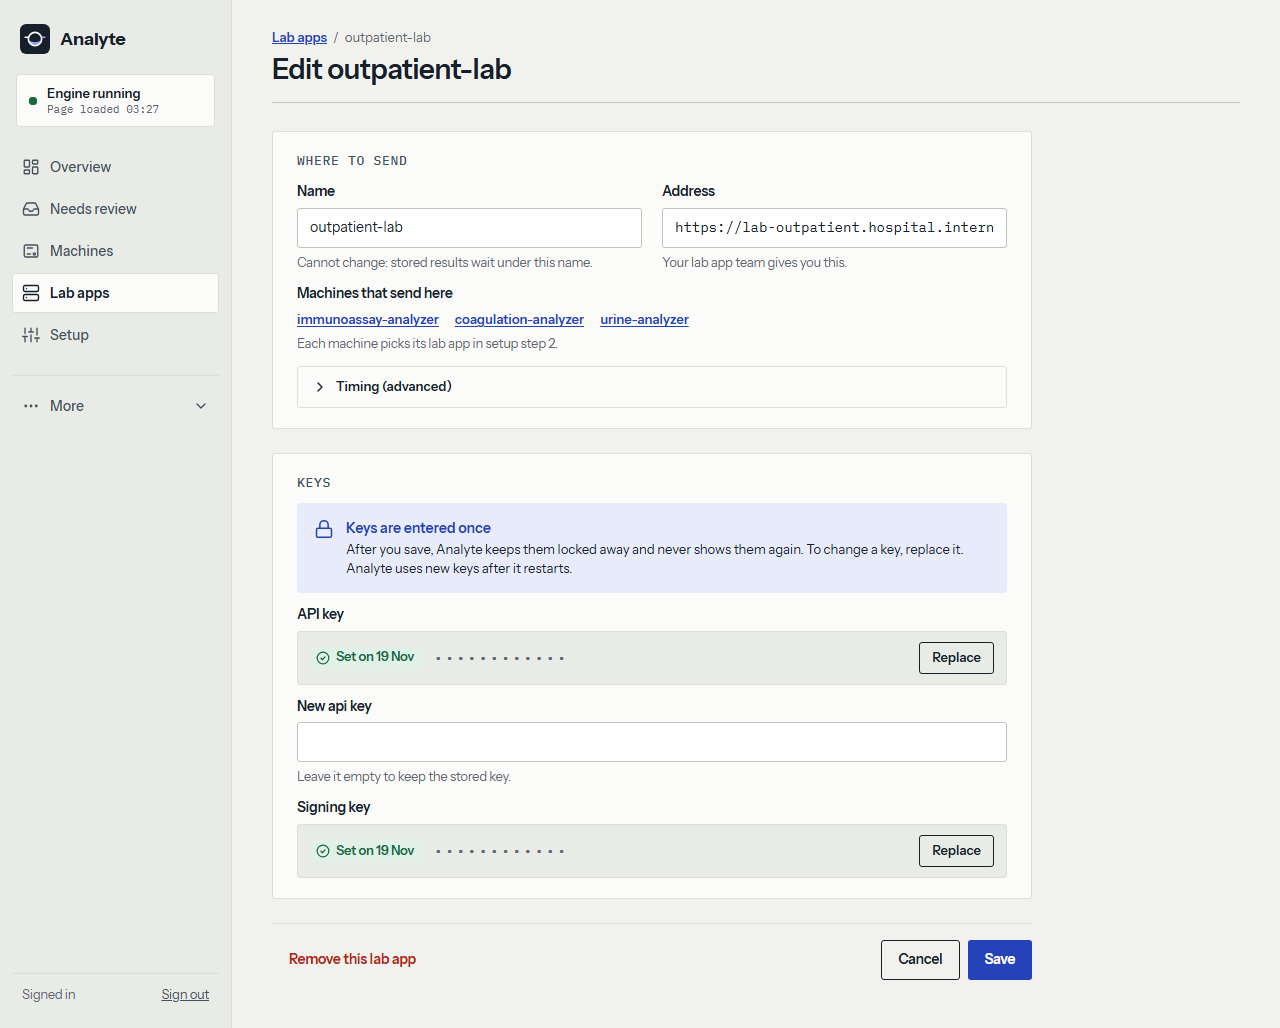 Analyte
Engine running
Page loaded 03:27
Overview
Needs review
Machines
Lab apps
Setup
More
Signed in
Sign out
Lab apps / outpatient-lab
Edit outpatient-lab
WHERE TO SEND
Name
outpatient-lab
Cannot change: stored results wait under this name.
Address
https://lab-outpatient.hospital.intern
Your lab app team gives you this.
Machines that send here
immunoassay-analyzer coagulation-analyzer urine-analyzer
Each machine picks its lab app in setup step 2.
Timing (advanced)
KEYS
Keys are entered once
After you save, Analyte keeps them locked away and never shows them again. To change a key, replace it.
Analyte uses new keys after it restarts.
API key
Set on 19 Nov • • • • • • • • • • • • Replace
New api key
Leave it empty to keep the stored key.
Signing key
Set on 19 Nov • • • • • • • • • • • • Replace
Remove this lab app
Cancel
Save